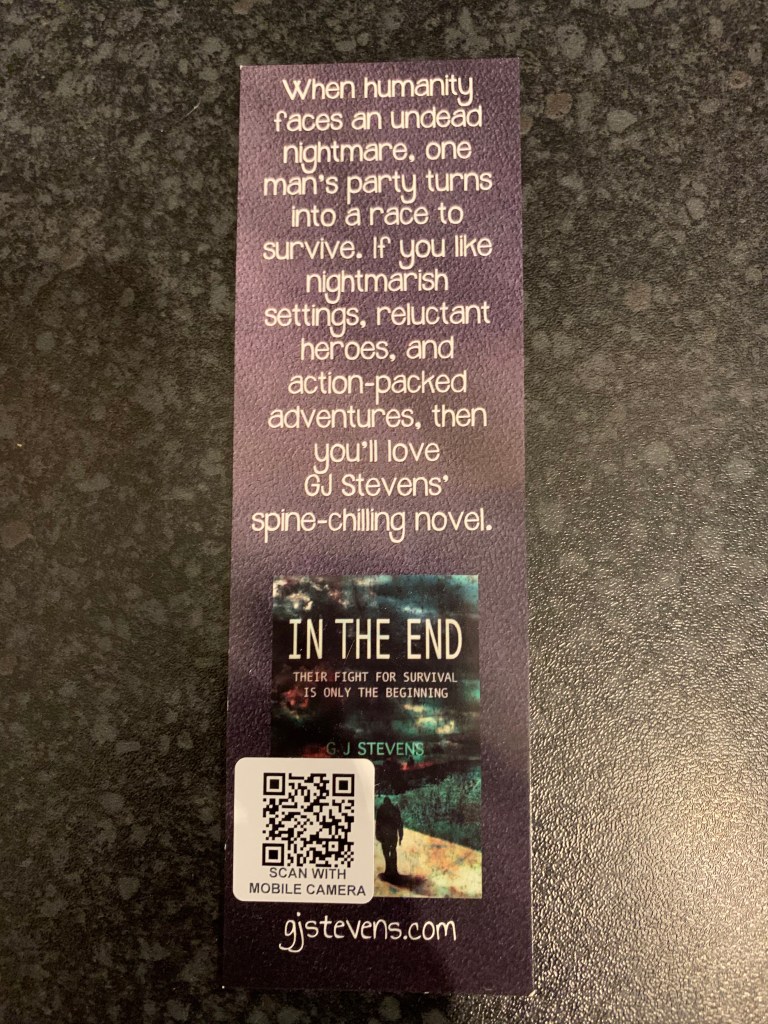 When humanity
faces an undead
nightmare, one
man's party turns
into a race to
survive. If you like
nightmarish
settings, reluctant
heroes, and
action-packed
adventures, then
you'll love
GJ Stevens'
spine-chilling novel.
IN THE END
THEIR FIGHT FOR SURVIVAL
IS ONLY THE BEGINNING
G J STEVENS
SCAN WITH
MOBILE CAMERA
gjstevens.com